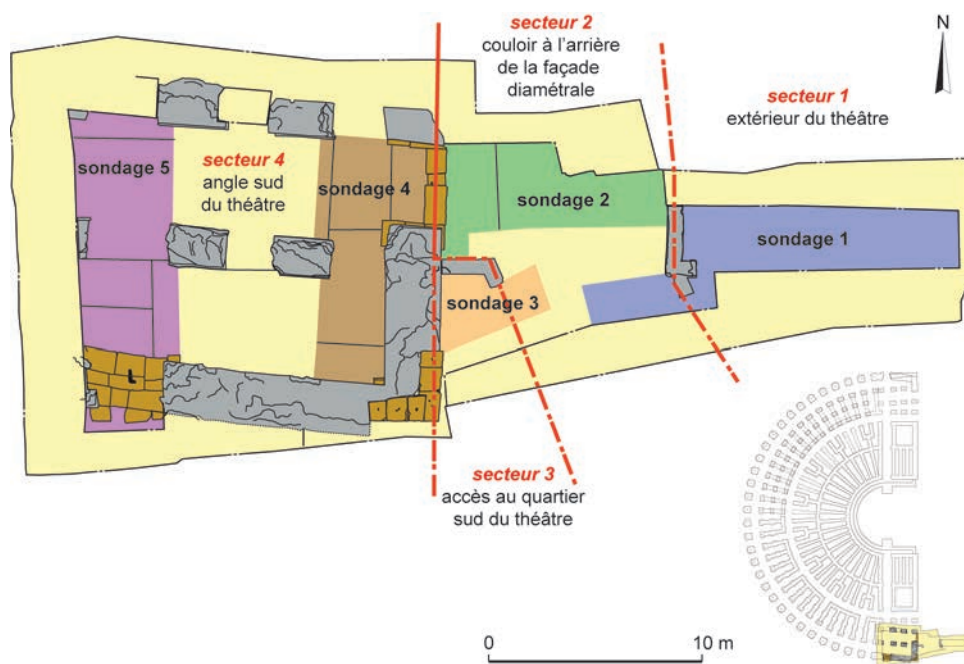 secteur 2
couloir à l'arrière
de la façade
diamétrale
secteur 1
extérieur du théâtre
N
sondage 5
secteur 4
angle sud
du théâtre
sondage 4
sondage 2
sondage 1
sondage 3
secteur 3
accès au quartier
sud du théâtre
0
10 m